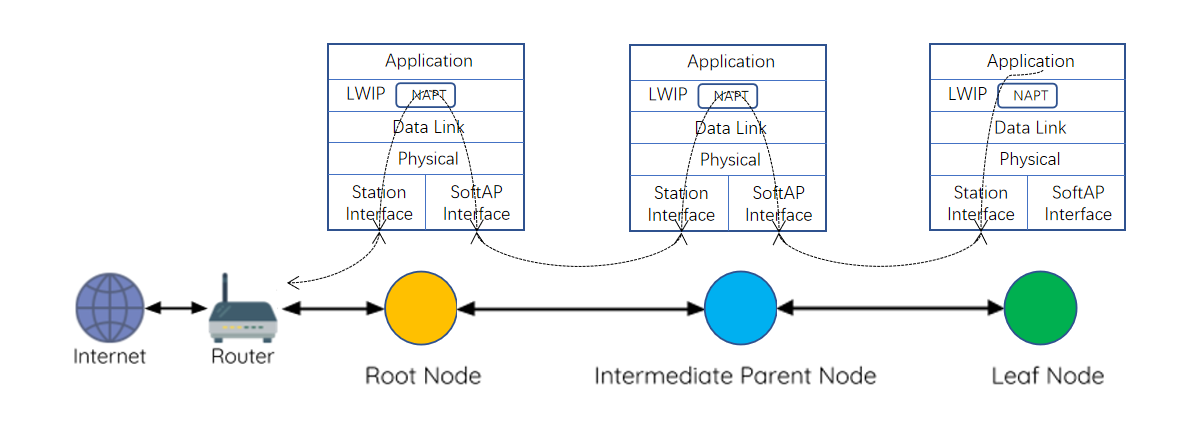 Application
LWIP NAPT
Data Link
Physical
Station Interface
SoftAP Interface
Application
LWIP NAPT
Data Link
Physical
Station Interface
SoftAP Interface
Application
LWIP NAPT
Data Link
Physical
Station Interface
SoftAP Interface
Internet
Router
Root Node
Intermediate Parent Node
Leaf Node